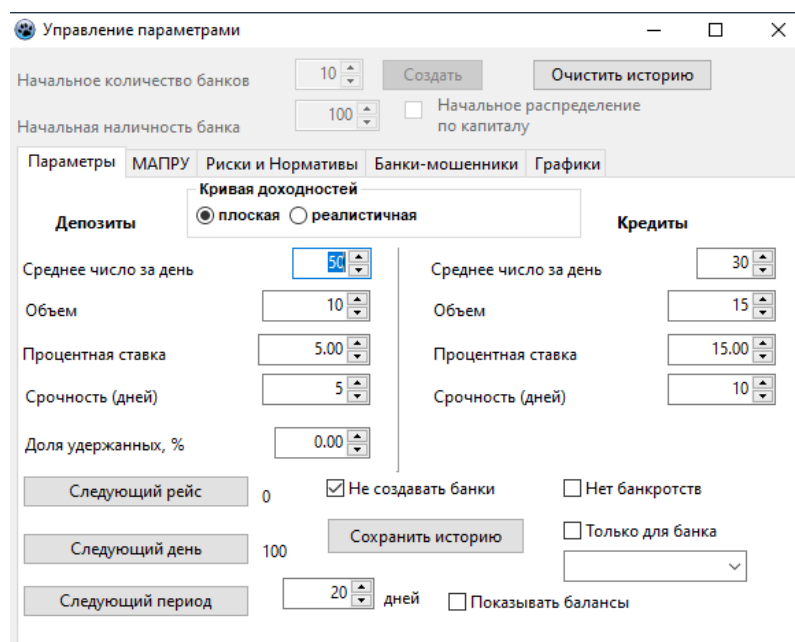 Управление параметрами
Начальное количество банков 10 Создать Очистить историю
Начальная наличность банка 100 Начальное распределение
по капиталу
Параметры МАПРУ Риски и Нормативы Банки-мошенники Графики
Кривая доходностей
плоская реалистичная
Депозиты Кредиты
Среднее число за день 50 Среднее число за день 30
Объем 10 Объем 15
Процентная ставка 5.00 Процентная ставка 15.00
Срочность (дней) 5 Срочность (дней) 10
Доля удержанных, % 0.00
Следующий рейс 0 Не создавать банки Нет банкротств
Следующий день 100 Сохранить историю Только для банка
Следующий период 20 дней Показывать балансы